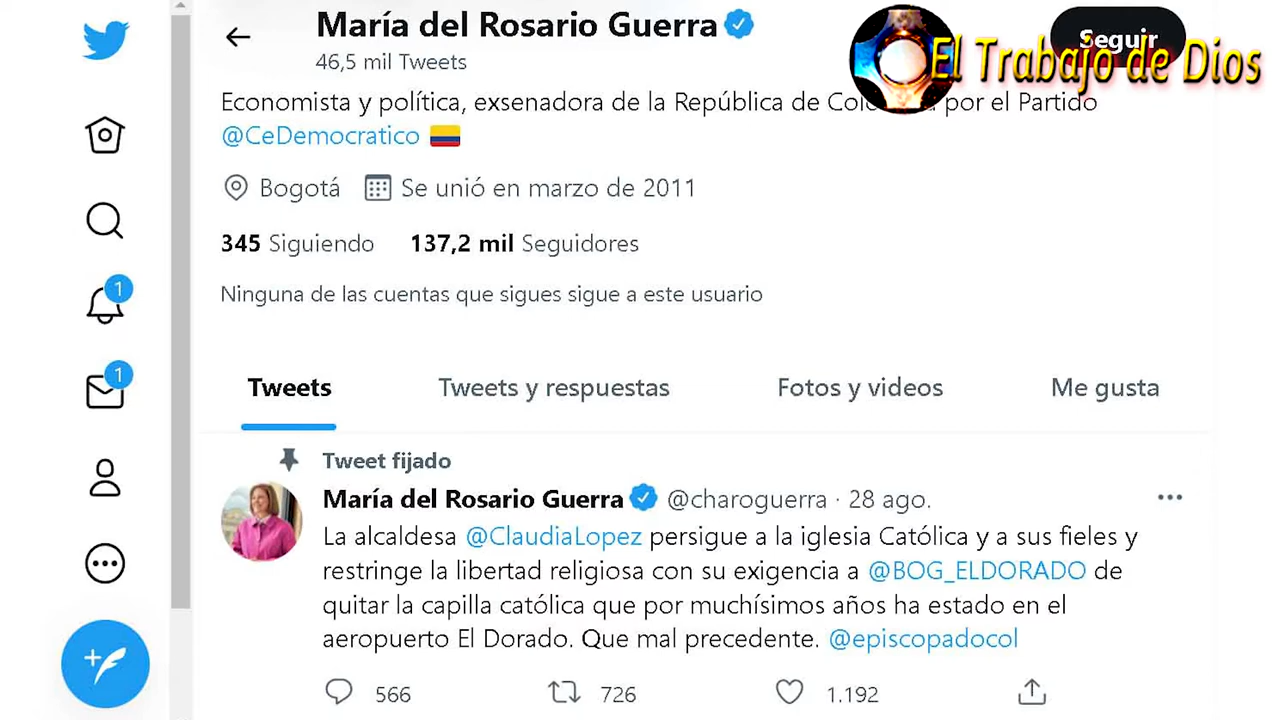 María del Rosario Guerra
46,5 mil Tweets
Seguir
El Trabajo de Dios
Economista y política, exsenadora de la República de por el Partido
@CeDemocratico
Bogotá Se unió en marzo de 2011
345 Siguiendo 137,2 mil Seguidores
Ninguna de las cuentas que sigues sigue a este usuario
Tweets Tweets y respuestas Fotos y videos Me gusta
Tweet fijado
María del Rosario Guerra @charoguerra · 28 ago.
La alcaldesa @ClaudiaLopez persigue a la iglesia Católica y a sus fieles y
restringe la libertad religiosa con su exigencia a @BOG_ELDORADO de
quitar la capilla católica que por muchísimos años ha estado en el
aeropuerto El Dorado. Que mal precedente. @episcopadocol
566 726 1.192
1
1